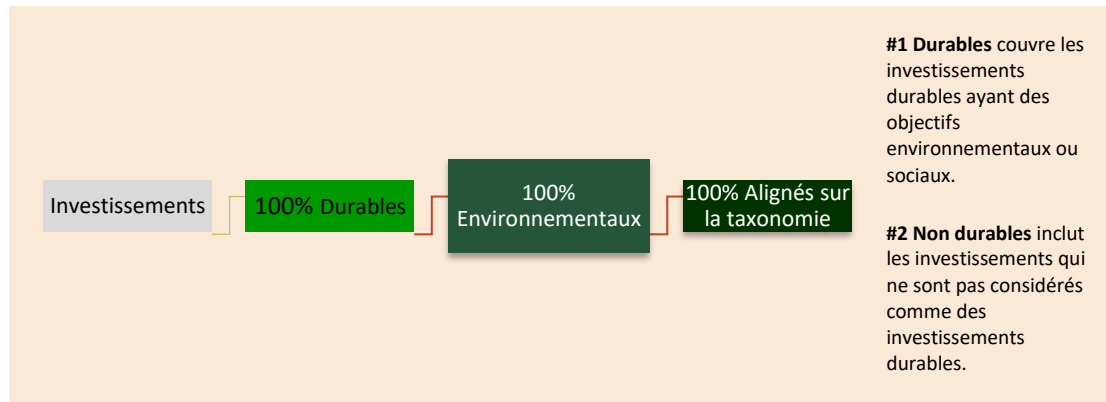 Investissements
100% Durables
100%
Environnementaux
100% Alignés sur
la taxonomie
#1 Durables couvre les
investissements
durables ayant des
objectifs
environnementaux ou
sociaux.
#2 Non durables inclut
les investissements qui
ne sont pas considérés
comme des
investissements
durables.